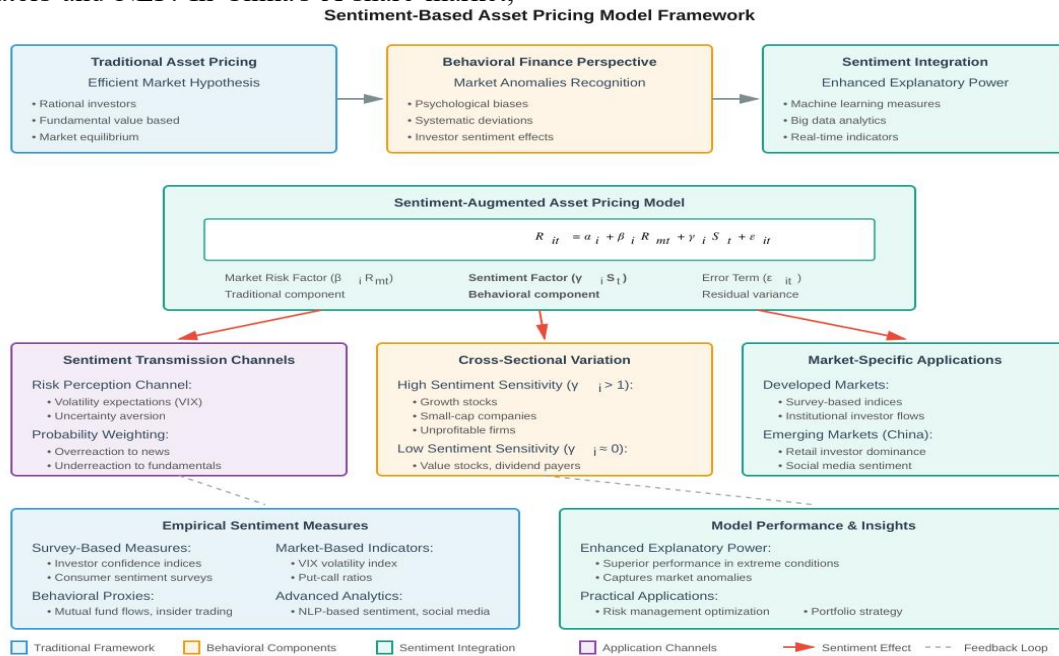 Sentiment-Based Asset Pricing Model Framework
Traditional Asset Pricing
Efficient Market Hypothesis
• Rational investors
• Fundamental value based
• Market equilibrium
Behavioral Finance Perspective
Market Anomalies Recognition
• Psychological biases
• Systematic deviations
• Investor sentiment effects
Sentiment Integration
Enhanced Explanatory Power
• Machine learning measures
• Big data analytics
• Real-time indicators
Sentiment-Augmented Asset Pricing Model
R it = α i + β i R mt + γ i S t + ε it
Market Risk Factor (β i R mt)
Traditional component
Sentiment Factor (γ i S t)
Behavioral component
Error Term (ε it )
Residual variance
Sentiment Transmission Channels
Risk Perception Channel:
• Volatility expectations (VIX)
• Uncertainty aversion
Probability Weighting:
• Overreaction to news
• Underreaction to fundamentals
Cross-Sectional Variation
High Sentiment Sensitivity (γ i > 1):
• Growth stocks
• Small-cap companies
• Unprofitable firms
Low Sentiment Sensitivity (γ i ≈ 0):
• Value stocks, dividend payers
Market-Specific Applications
Developed Markets:
• Survey-based indices
• Institutional investor flows
Emerging Markets (China):
• Retail investor dominance
• Social media sentiment
Empirical Sentiment Measures
Survey-Based Measures:
• Investor confidence indices
• Consumer sentiment surveys
Behavioral Proxies:
• Mutual fund flows, insider trading
Market-Based Indicators:
• VIX volatility index
• Put-call ratios
Advanced Analytics:
• NLP-based sentiment, social media
Model Performance & Insights
Enhanced Explanatory Power:
• Superior performance in extreme conditions
• Captures market anomalies
Practical Applications:
• Risk management optimization • Portfolio strategy
Traditional Framework Behavioral Components Sentiment Integration Application Channels Sentiment Effect Feedback Loop